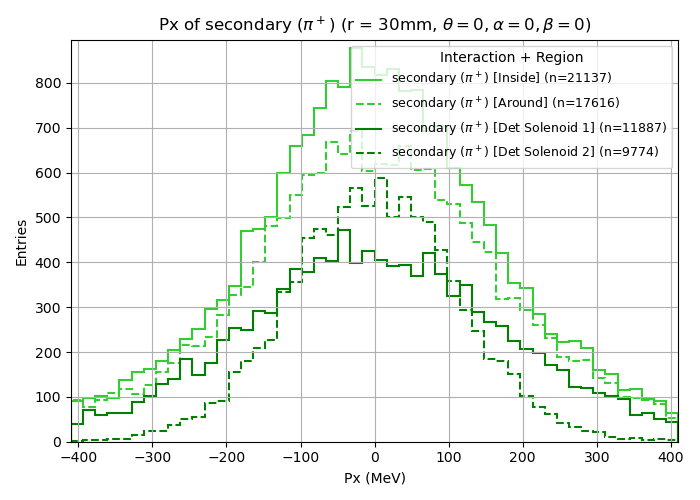 Px of secondary (π⁺) (r = 30mm, θ = 0, α = 0, β = 0)
Interaction + Region
secondary (π⁺) [Inside] (n=21137)
secondary (π⁺) [Around] (n=17616)
secondary (π⁺) [Det Solenoid 1] (n=11887)
secondary (π⁺) [Det Solenoid 2] (n=9774)
Entries
800
700
600
500
400
300
200
100
0
−400 −300 −200 −100 0 100 200 300 400
Px (MeV)